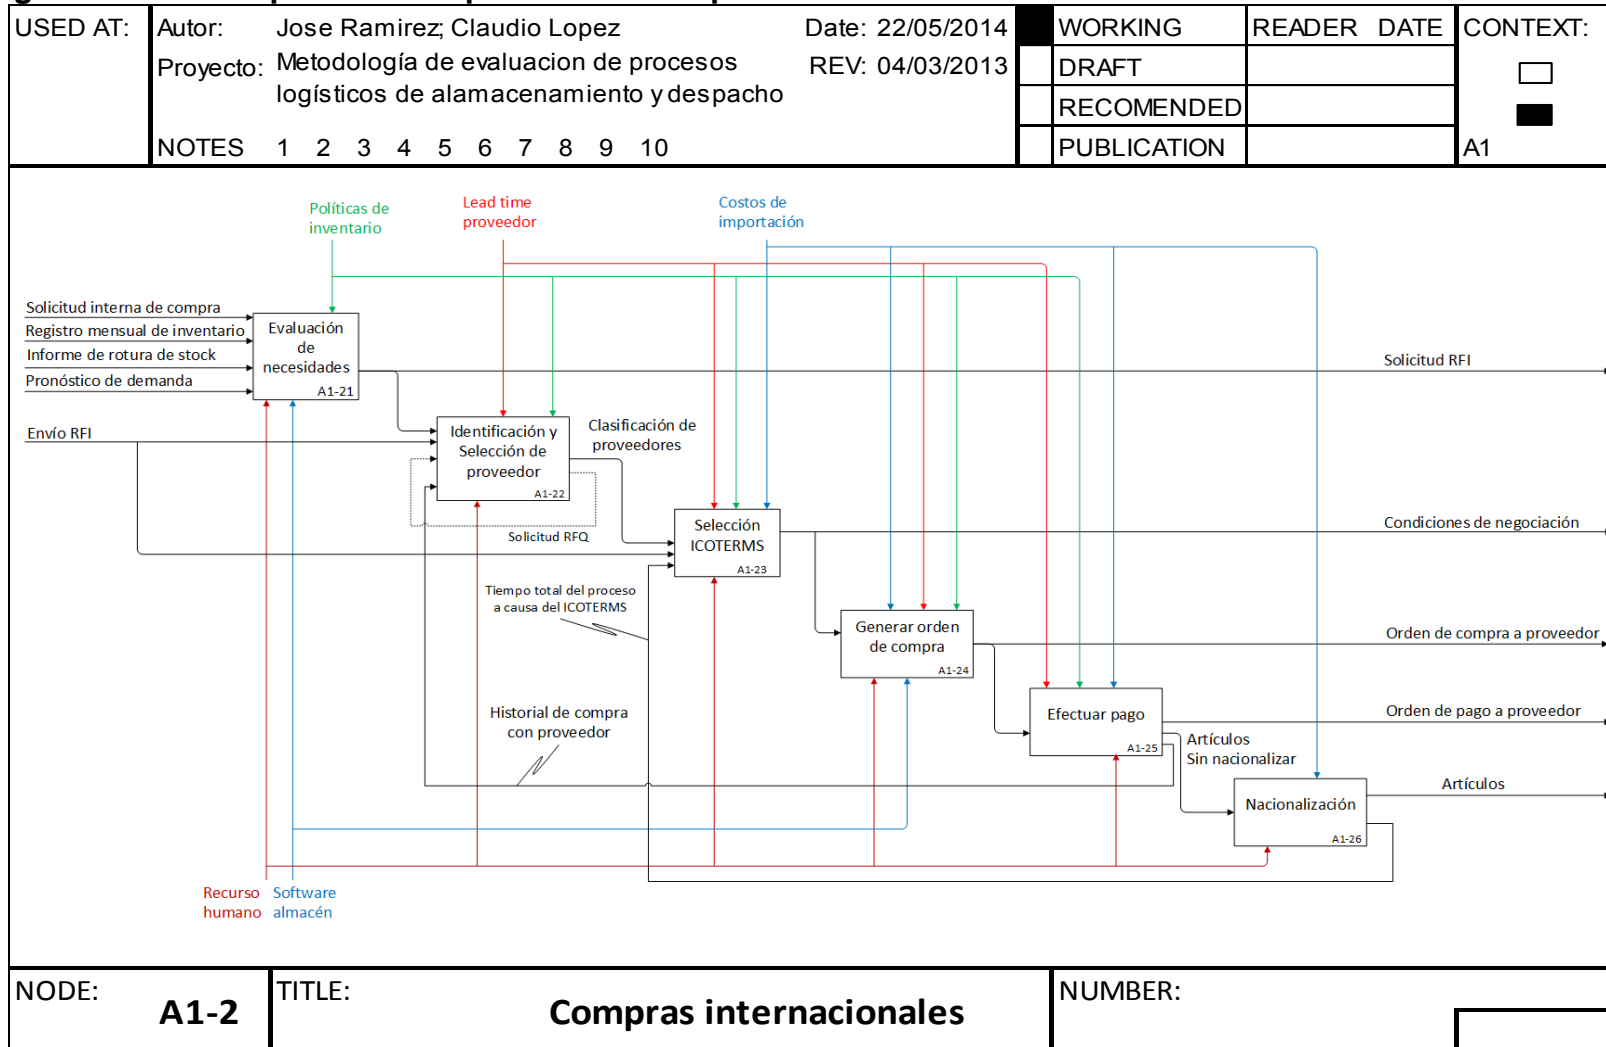 USED AT:
Autor: Jose Ramirez; Claudio Lopez
Date: 22/05/2014
Proyecto: Metodología de evaluacion de procesos
logísticos de alamacenamiento y despacho
REV: 04/03/2013
NOTES 1 2 3 4 5 6 7 8 9 10
WORKING
DRAFT
RECOMENDED
PUBLICATION
READER DATE
CONTEXT:
A1
Políticas de
inventario
Lead time
proveedor
Costos de
importación
Solicitud interna de compra
Registro mensual de inventario
Informe de rotura de stock
Pronóstico de demanda
Evaluación
de
necesidades
A1-21
Solicitud RFI
Envío RFI
Identificación y
Selección de
proveedor
A1-22
Clasificación de
proveedores
Solicitud RFQ
Selección
ICOTERMS
A1-23
Condiciones de negociación
Tiempo total del proceso
a causa del ICOTERMS
Generar orden
de compra
A1-24
Orden de compra a proveedor
Historial de compra
con proveedor
Efectuar pago
A1-25
Orden de pago a proveedor
Artículos
Sin nacionalizar
Nacionalización
A1-26
Artículos
Recurso
humano
Software
almacén
NODE:
A1-2
TITLE:
Compras internacionales
NUMBER: